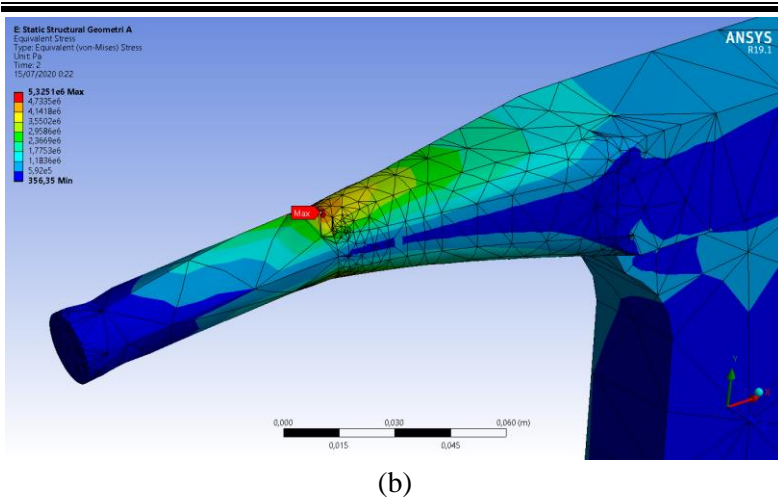 E: Static Structural Geometri A
Equivalent Stress
Type: Equivalent (von-Mises) Stress
Unit: Pa
Time: 2
15/07/2020 0:22
5,3251e6 Max
4,7335e6
4,1418e6
3,5502e6
2,9586e6
2,3669e6
1,7753e6
1,1836e6
5,92e5
356,35 Min
ANSYS
R19.1
Max
Y
X
0,000 0,030 0,060 (m)
0,015 0,045
(b)